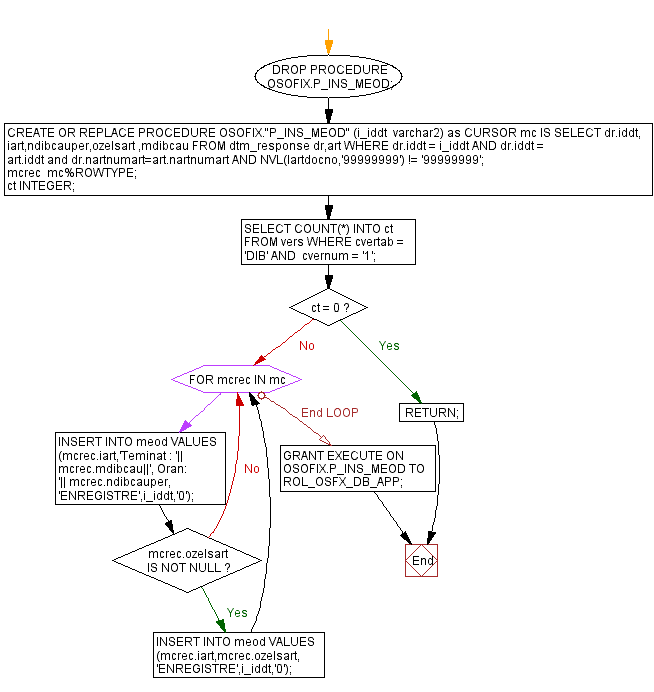 DROP PROCEDURE
OSOFIX.P_INS_MEOD;
CREATE OR REPLACE PROCEDURE OSOFIX."P_INS_MEOD" (i_iddt varchar2) as CURSOR mc IS SELECT dr.iddt,
iart,ndibcauper,ozelsart ,mdibcau FROM dtm_response dr,art WHERE dr.iddt = i_iddt AND dr.iddt =
art.iddt and dr.nartnumart=art.nartnumart AND NVL(lartdocno,'99999999') != '99999999';
mcrec mc%ROWTYPE;
ct INTEGER;
SELECT COUNT(*) INTO ct
FROM vers WHERE cvertab =
'DIB' AND cvernum = '1';
ct = 0 ?
No
Yes
FOR mcrec IN mc
RETURN;
End LOOP
INSERT INTO meod VALUES
(mcrec.iart,'Teminat : '||
mcrec.mdibcau||', Oran:
'|| mcrec.ndibcauper,
'ENREGISTRE',i_iddt,'0');
No
GRANT EXECUTE ON
OSOFIX.P_INS_MEOD TO
ROL_OSFX_DB_APP;
mcrec.ozelsart
IS NOT NULL ?
End
Yes
INSERT INTO meod VALUES
(mcrec.iart,mcrec.ozelsart,
'ENREGISTRE',i_iddt,'0');